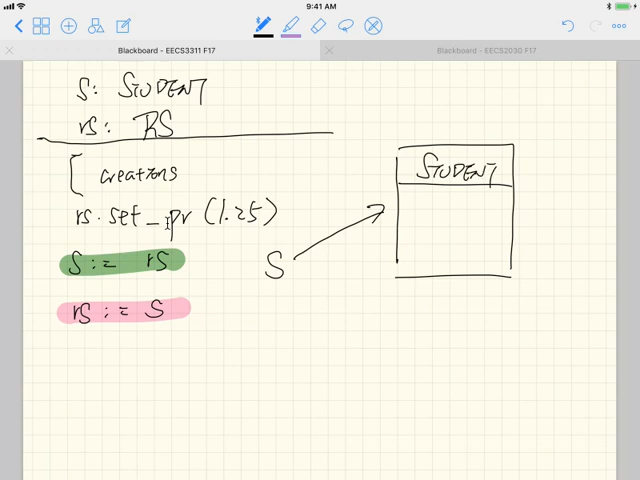 9:41 AM
Blackboard - EECS3311 F17
Blackboard - EECS2030 F17
S: STUDENT
rs: RS
creations
rs.set_pr (1.25)
S := rS
rS := S
S
STUDENT